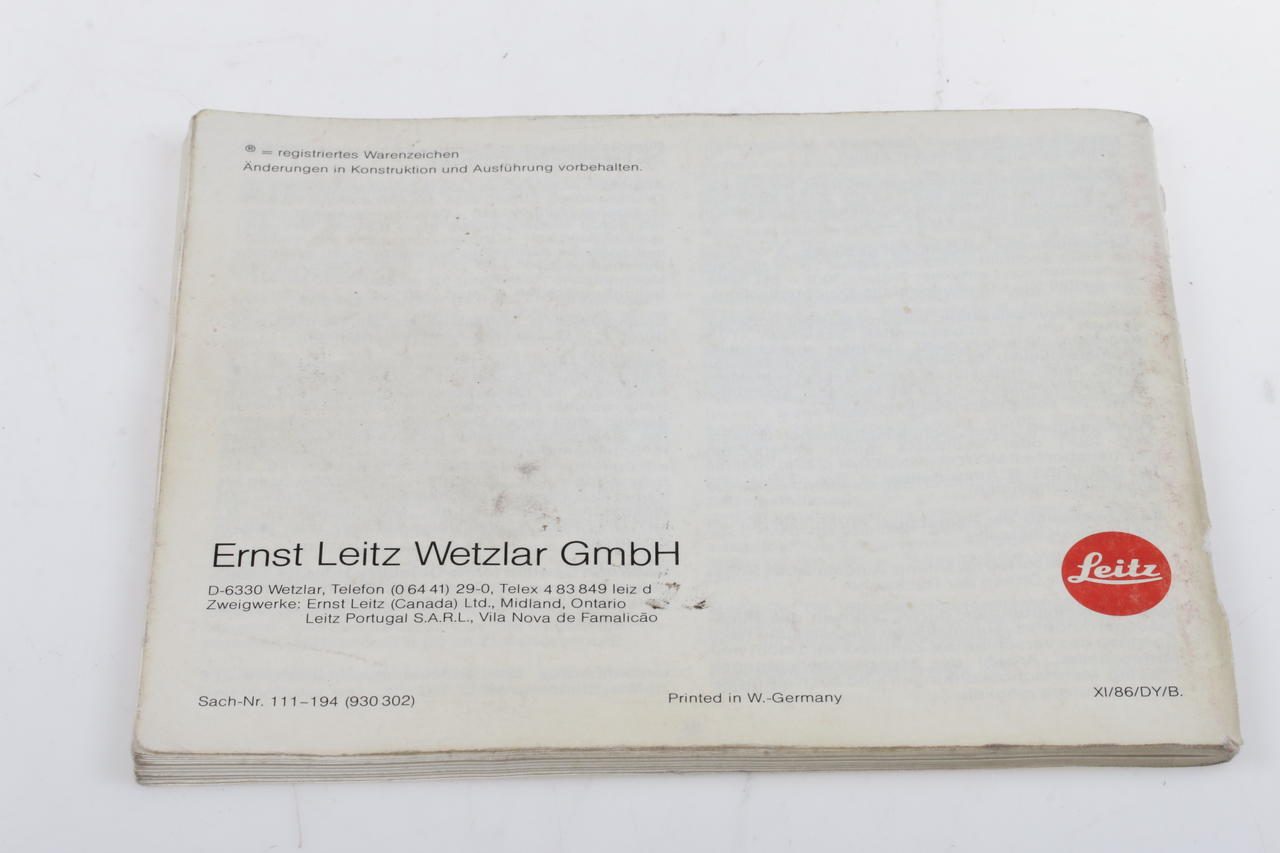 ® = registriertes Warenzeichen
Änderungen in Konstruktion und Ausführung vorbehalten.
Ernst Leitz Wetzlar GmbH
D-6330 Wetzlar, Telefon (0 64 41) 29-0, Telex 4 83 849 leiz d
Zweigwerke: Ernst Leitz (Canada) Ltd., Midland, Ontario
Leitz Portugal S.A.R.L., Vila Nova de Famalicão
Leitz
Sach-Nr. 111–194 (930 302)
Printed in W.-Germany
XI/86/DY/B.